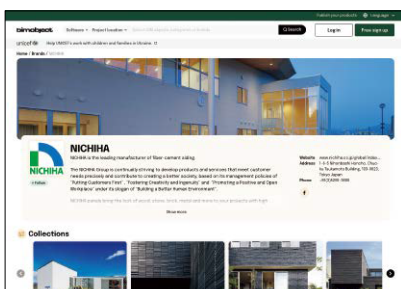 Publish your products Language
bimobject Software Project Location Search Log in Free sign up
unicef Help UNICEF's work with children and families in Ukraine
Home / Brands / NICHIHA
NICHIHA
NICHIHA is the leading manufacturer of fiber cement siding.
The NICHIHA Group is continually striving to develop products and services that meet customer
needs precisely and contribute to creating a better society, based on its management policies of
"Putting Customers First", "Fostering Creativity and Ingenuity" and "Promoting a Positive and Open
Workplace" under its slogan of "Building a Better Human Environment".
Show more
NICHIHA
+ Follow
Website
Address
Phone
Collections